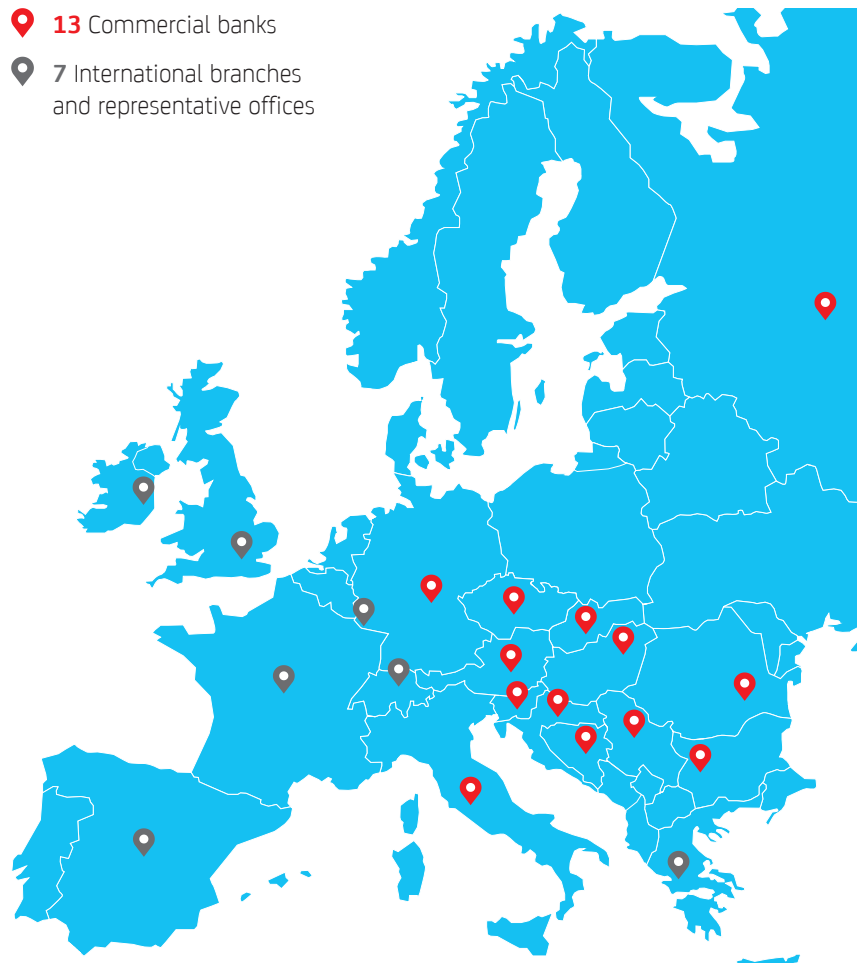 13 Commercial banks
7 International branches
and representative offices